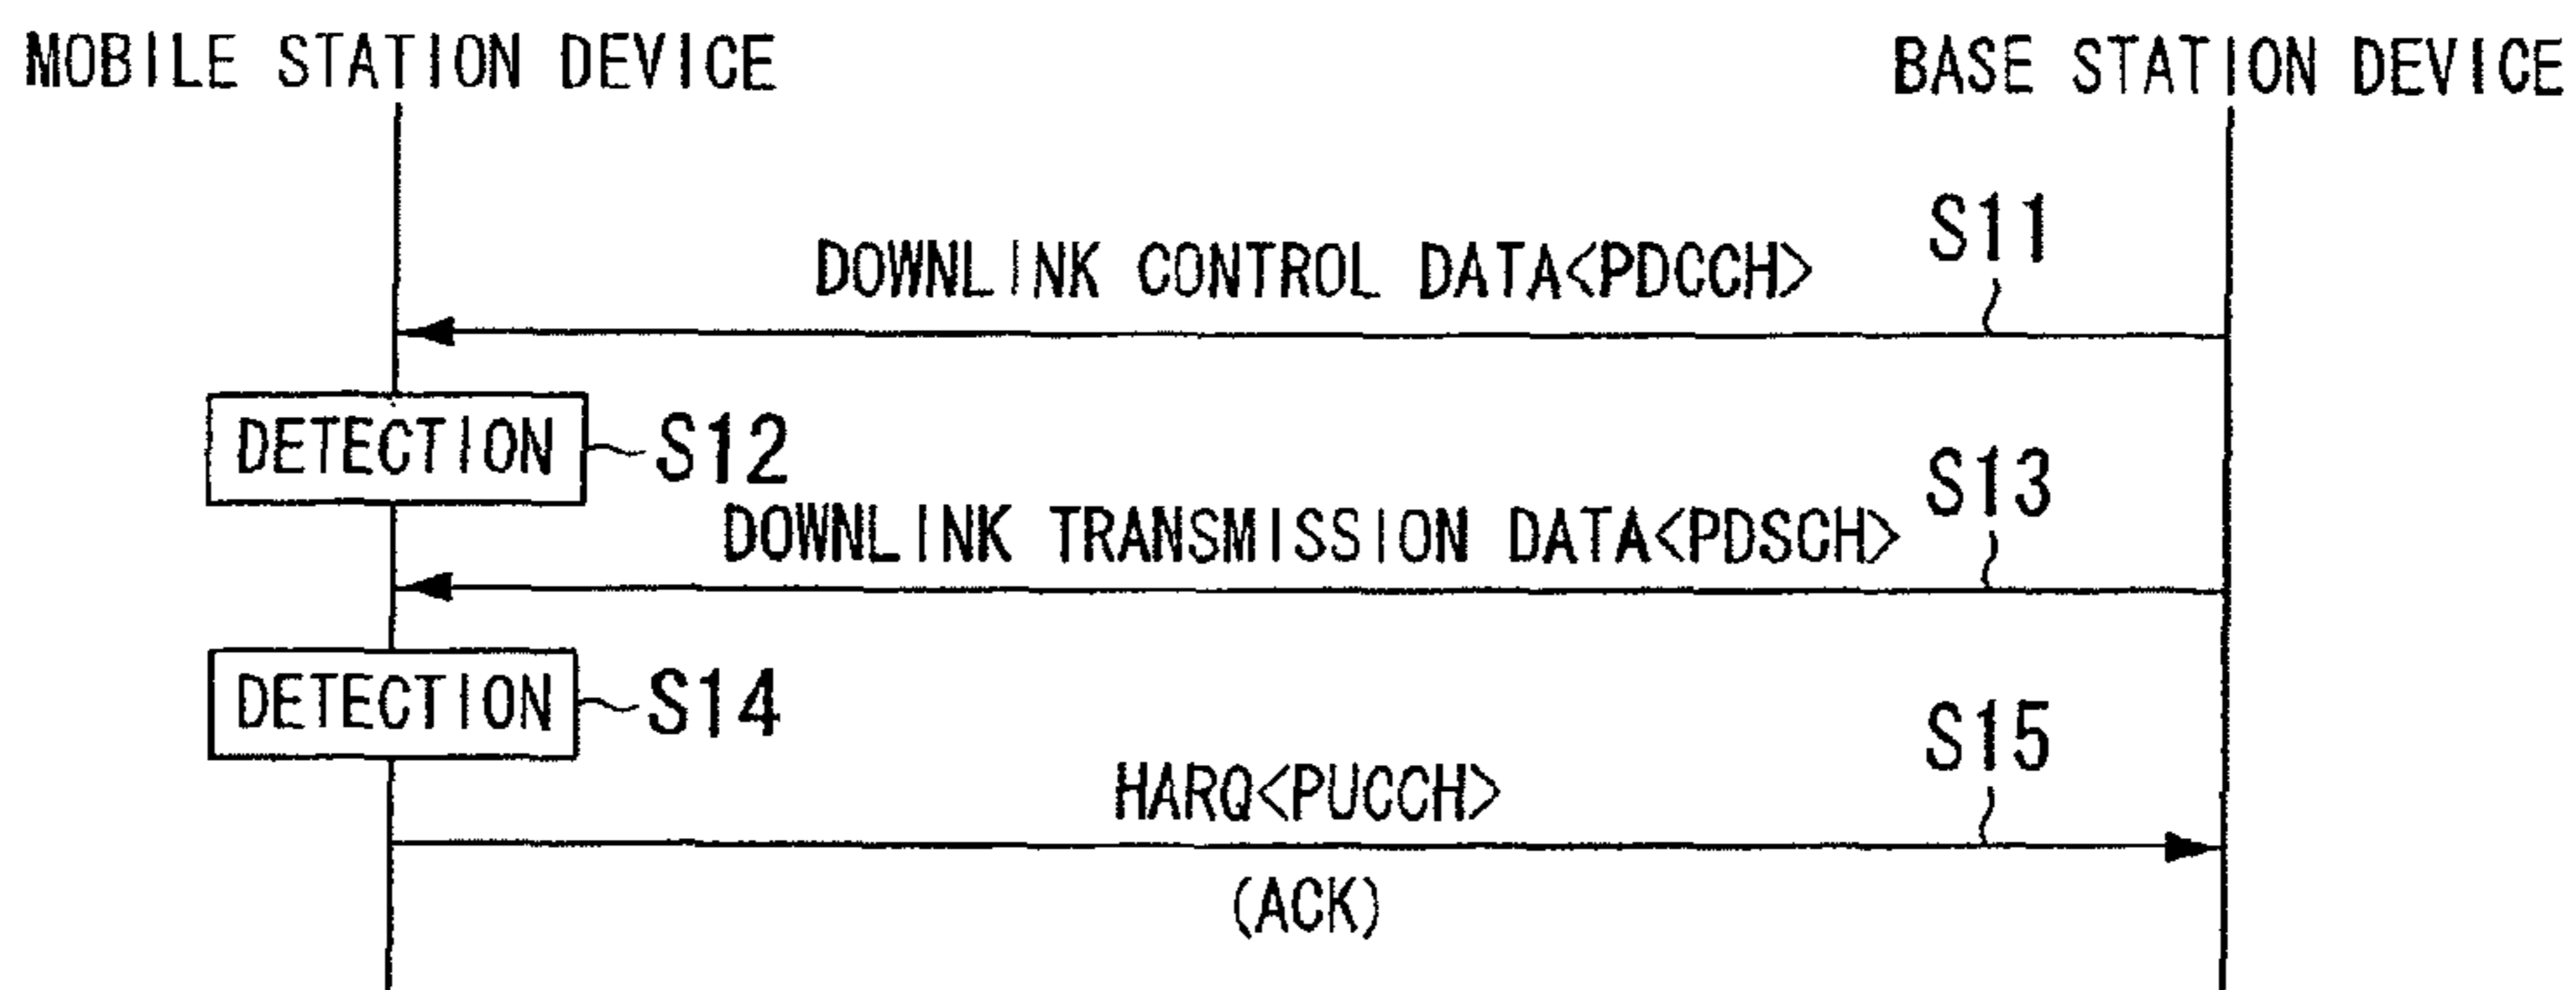 MOBILE STATION DEVICE
BASE STATION DEVICE
S11
DOWNLINK CONTROL DATA<PDCCH>
DETECTION
S12
S13
DOWNLINK TRANSMISSION DATA<PDSCH>
DETECTION
S14
S15
HARQ<PUCCH>
(ACK)